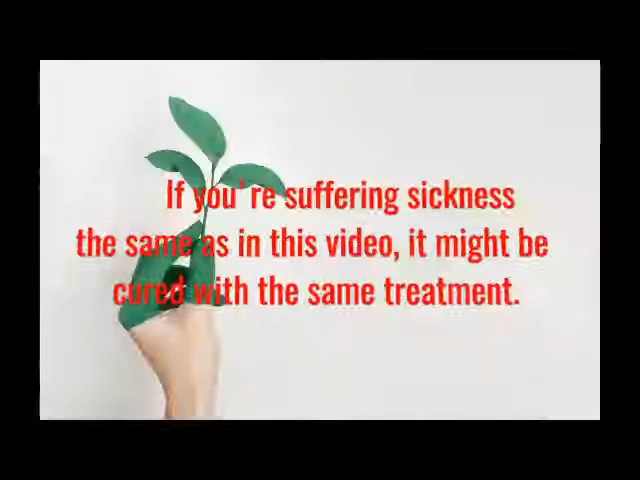 If you're suffering sickness
the same as in this video, it might be
cured with the same treatment.